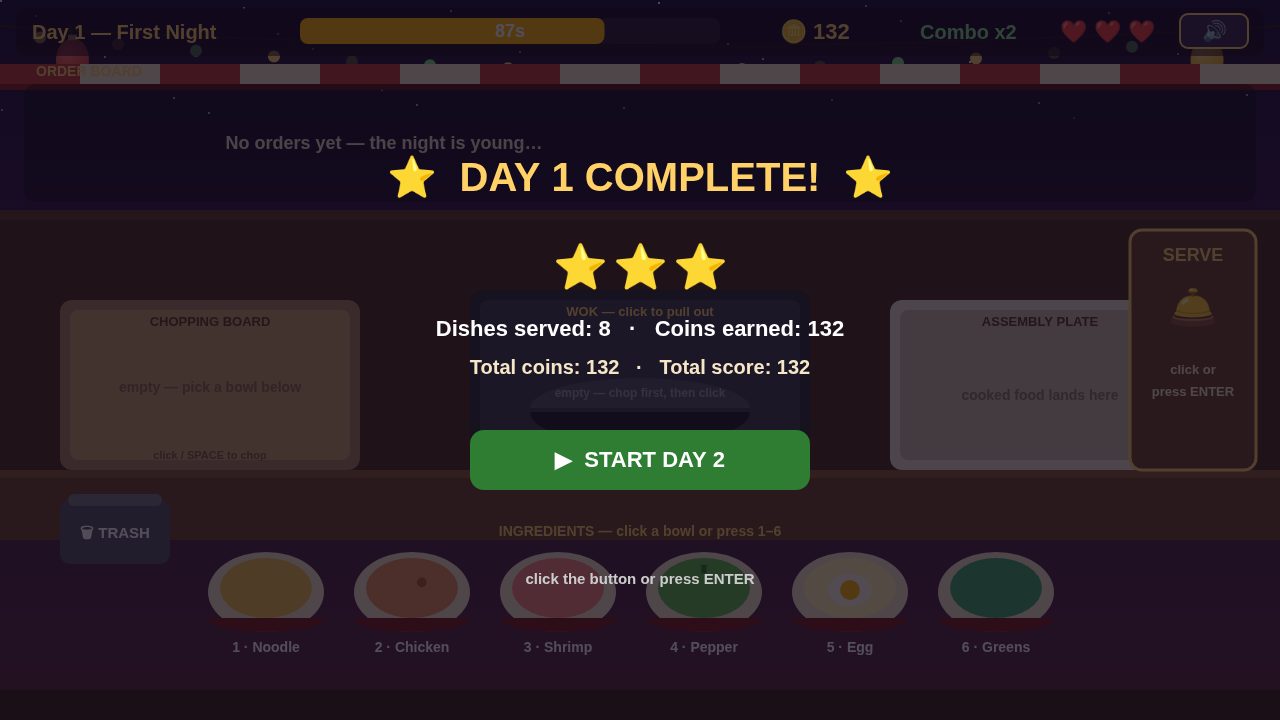 Day 1 — First Night
87s
132
Combo x2
ORDER BOARD
No orders yet — the night is young…
DAY 1 COMPLETE!
SERVE
WOK — click to pull out
CHOPPING BOARD
ASSEMBLY PLATE
Dishes served: 8 · Coins earned: 132
Total coins: 132 · Total score: 132
click or
press ENTER
empty — pick a bowl below
empty — chop first, then click
cooked food lands here
click / SPACE to chop
▶ START DAY 2
TRASH
INGREDIENTS — click a bowl or press 1–6
click the button or press ENTER
1 · Noodle
2 · Chicken
3 · Shrimp
4 · Pepper
5 · Egg
6 · Greens